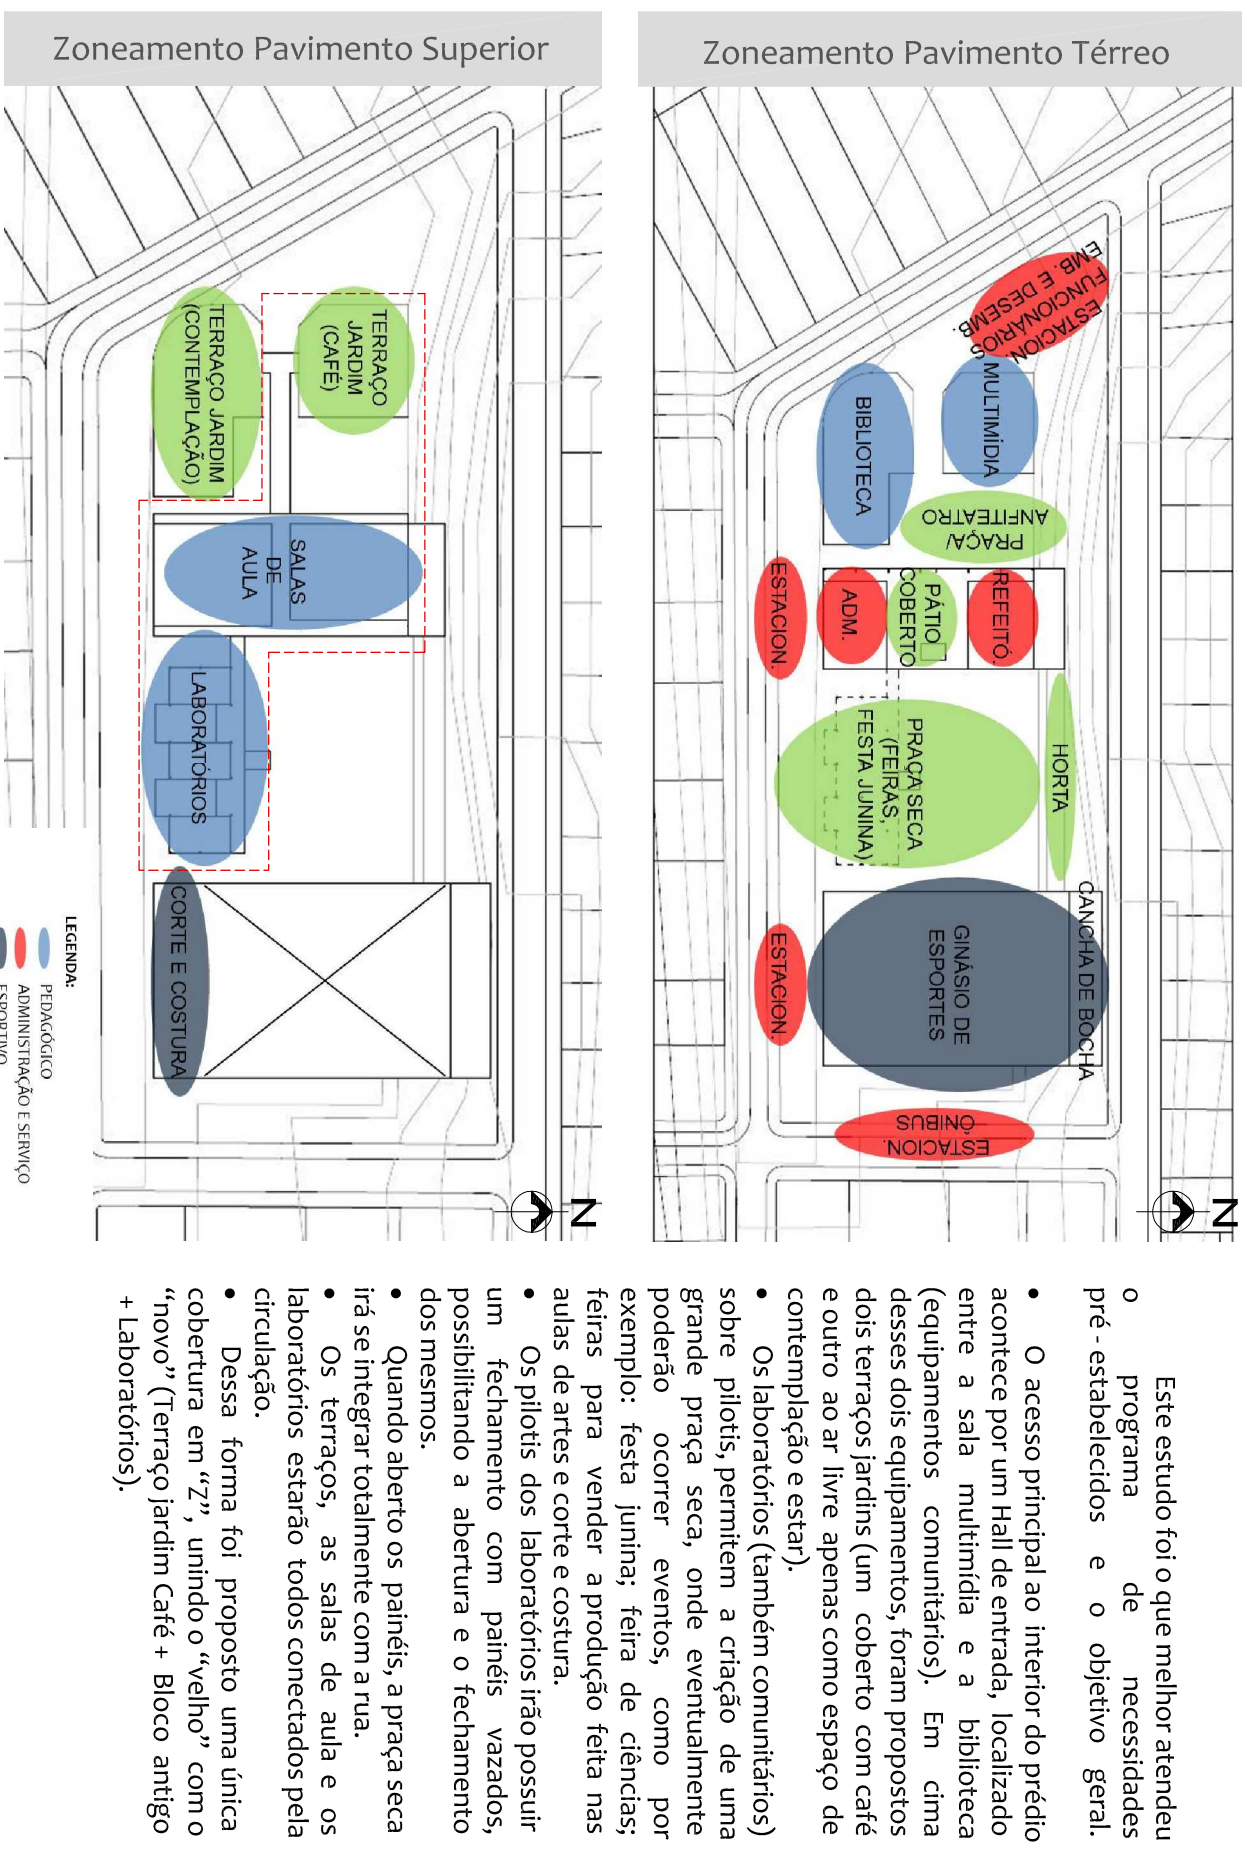 Zoneamento Pavimento Superior
TERRAÇO JARDIM
(CONTEMPLAÇÃO)
TERRAÇO
JARDIM
(CAFÉ)
SALAS
DE
AULA
LABORATÓRIOS
CORTE E COSTURA
LEGENDA:
PEDAGÓGICO
ADMINISTRAÇÃO E SERVIÇO
ESPORTIVO
N
Zoneamento Pavimento Térreo
ESTACION.
FUNCIONÁRIOS
EMB. E DESEMB.
MULTIMÍDIA
BIBLIOTECA
PRAÇA/
ANFITEATRO
ESTACION.
ADM.
PÁTIO
COBERTO
REFEITÓ.
HORTA
PRAÇA SECA
(FEIRAS,
FESTA JUNINA)
CANCHA DE BOCHA
GINÁSIO DE
ESPORTES
ESTACION.
ESTACION.
ÔNIBUS
N
Este estudo foi o que melhor atendeu
o programa de necessidades
pré - estabelecidos e o objetivo geral.
• O acesso principal ao interior do prédio
acontece por um Hall de entrada, localizado
entre a sala multimídia e a biblioteca
(equipamentos comunitários). Em cima
desses dois equipamentos, foram propostos
dois terraços jardins (um coberto com café
e outro ao ar livre apenas como espaço de
contemplação e estar).
• Os laboratórios (também comunitários)
sobre pilotis, permitem a criação de uma
grande praça seca, onde eventualmente
poderão ocorrer eventos, como por
exemplo: festa junina; feira de ciências;
feiras para vender a produção feita nas
aulas de artes e corte e costura.
• Os pilotis dos laboratórios irão possuir
um fechamento com painéis vazados,
possibilitando a abertura e o fechamento
dos mesmos.
• Quando aberto os painéis, a praça seca
irá se integrar totalmente com a rua.
• Os terraços, as salas de aula e os
laboratórios estarão todos conectados pela
circulação.
• Dessa forma foi proposto uma única
cobertura em “Z”, unindo o “velho” com o
“novo” (Terraço jardim Café + Bloco antigo
+ Laboratórios).